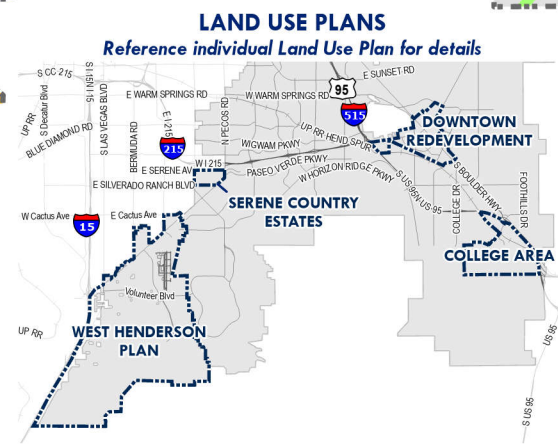 LAND USE PLANS
Reference individual Land Use Plan for details
S CC 215
S I 15 N I 15
E SUNSET RD
95
S Decatur Blvd
S LAS VEGAS BLVD
E WARM SPRINGS RD
N PECOS RD
W WARM SPRINGS RD
UP RR
BLUE DIAMOND RD
BERMUDA RD
E I 215
215
515
UP RR HEND SPUR
WIGWAM PKWY
DOWNTOWN
REDEVELOPMENT
W I 215
PASEO VERDE PKWY
E SERENE AV
W HORIZON RIDGE PKWY
E SILVERADO RANCH BLVD
S US 95N US 95
S BOULDER HWY
COLLEGE DR
FOOTHILLS DR
SERENE COUNTRY
ESTATES
W Cactus Ave
E Cactus Ave
15
COLLEGE AREA
Volunteer Blvd
UP RR
WEST HENDERSON
PLAN
US 95
S US 95